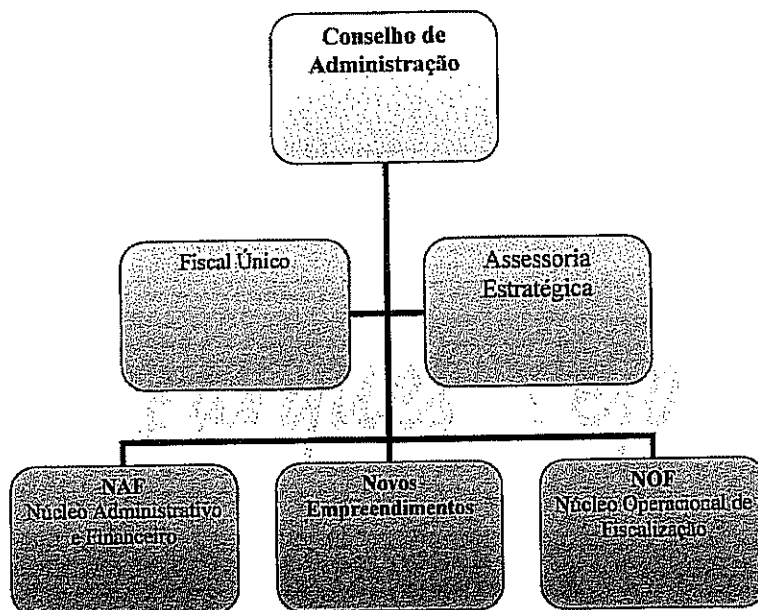 Conselho de
Administração
Fiscal Único
Assessoria
Estratégica
NAF
Núcleo Administrativo
e Financeiro
Novos
Empreendimentos
NOF
Núcleo Operacional de
Fiscalização